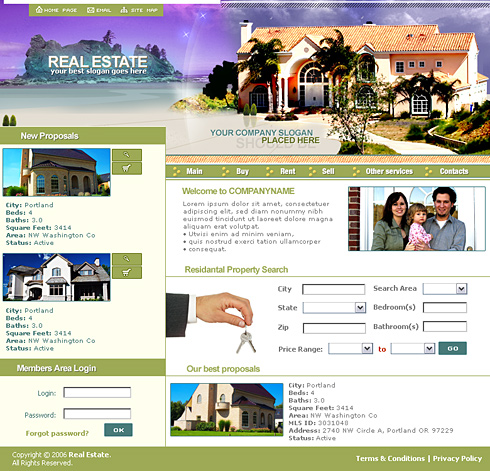 HOME PAGE EMAIL SITE MAP
REAL ESTATE
your best slogan goes here
YOUR COMPANY SLOGAN
SHOULD BE
PLACED HERE
Main Buy Rent Sell Other services Contacts
New Proposals
City: Portland
Beds: 4
Baths: 3.0
Square Feet: 3414
Area: NW Washington Co
Status: Active
City: Portland
Beds: 4
Baths: 3.0
Square Feet: 3414
Area: NW Washington Co
Status: Active
Members Area Login
Login:
Password:
Forgot password? OK
Welcome to COMPANYNAME
Lorem ipsum dolor sit amet, consectetuer
adipiscing elit, sed diam nonummy nibh
euismod tincidunt ut laoreet dolore magna
aliquam erat volutpat.
• Utwisi enim ad minim veniam,
• quis nostrud exerci tation ullamcorper
• consequat.
Residantal Property Search
City Search Area
State Bedroom(s)
Zip Bathroom(s)
Price Range: to GO
Our best proposals
City: Portland
Beds: 4
Baths: 3.0
Square Feet: 3414
Area: NW Washington Co
MLS ID: 3031048
Address: 2740 NW Circle A, Portland OR 97229
Status: Active
Copyright © 2006 Real Estate.
All Rights Reserved.
Terms & Conditions | Privacy Policy